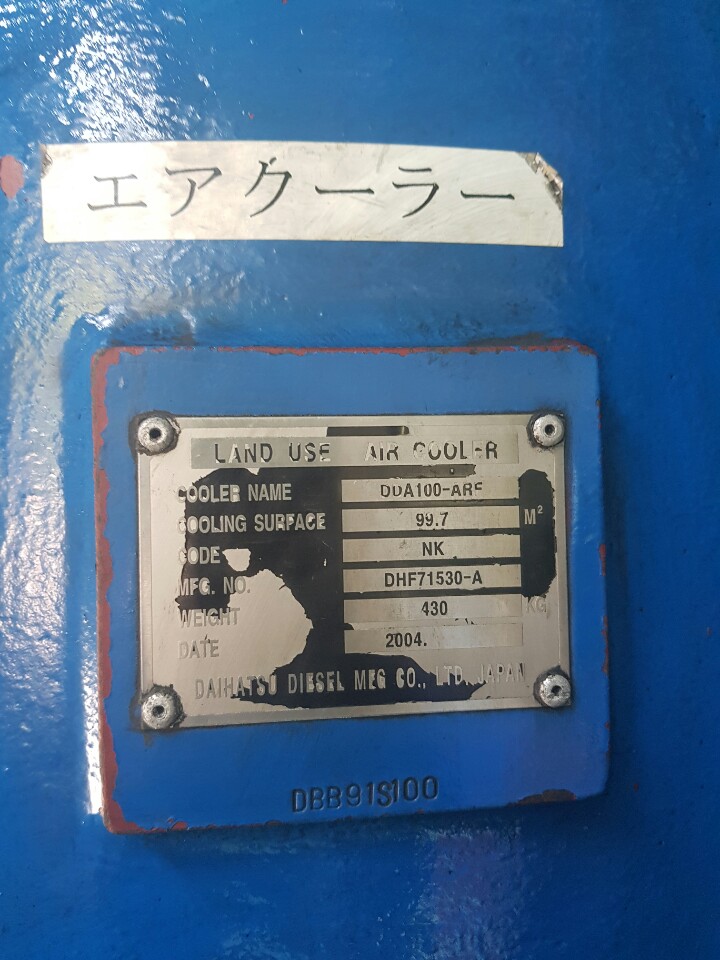 エアクーラー
LAND USE AIR COOLER
COOLER NAME DDA100-ARF
COOLING SURFACE 99.7 M²
CODE NK
MFG. NO. DHF71530-A
WEIGHT 430 KG
DATE 2004.
DAIHATSU DIESEL MFG CO., LTD. JAPAN
DBB91S100